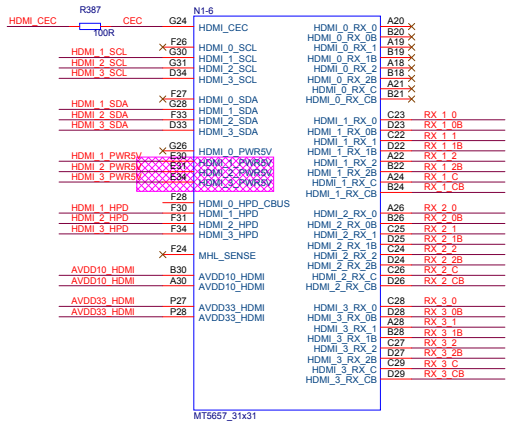 R387
N1-6
HDMI_CEC CEC G24 HDMI_CEC
100R
F26 HDMI_0_SCL
HDMI_1_SCL G30 HDMI_1_SCL
HDMI_2_SCL G31 HDMI_2_SCL
HDMI_3_SCL D34 HDMI_3_SCL
F27 HDMI_0_SDA
HDMI_1_SDA G28 HDMI_1_SDA
HDMI_2_SDA F33 HDMI_2_SDA
HDMI_3_SDA D33 HDMI_3_SDA
G26 HDMI_0_PWR5V
HDMI_1_PWR5V E30 HDMI_1_PWR5V
HDMI_2_PWR5V E31 HDMI_2_PWR5V
HDMI_3_PWR5V E34 HDMI_3_PWR5V
F28 HDMI_0_HPD_CBUS
HDMI_1_HPD F30 HDMI_1_HPD
HDMI_2_HPD F31 HDMI_2_HPD
HDMI_3_HPD F34 HDMI_3_HPD
F24 MHL_SENSE
AVDD10_HDMI B30 AVDD10_HDMI
AVDD10_HDMI A30 AVDD10_HDMI
AVDD33_HDMI P27 AVDD33_HDMI
AVDD33_HDMI P28 AVDD33_HDMI
HDMI_0_RX_0 A20
HDMI_0_RX_0B B20
HDMI_0_RX_1 A19
HDMI_0_RX_1B B19
HDMI_0_RX_2 A18
HDMI_0_RX_2B B18
HDMI_0_RX_C A21
HDMI_0_RX_CB B21
HDMI_1_RX_0 C23 RX_1_0
HDMI_1_RX_0B D23 RX_1_0B
HDMI_1_RX_1 C22 RX_1_1
HDMI_1_RX_1B D22 RX_1_1B
HDMI_1_RX_2 A22 RX_1_2
HDMI_1_RX_2B B22 RX_1_2B
HDMI_1_RX_C A24 RX_1_C
HDMI_1_RX_CB B24 RX_1_CB
HDMI_2_RX_0 A26 RX_2_0
HDMI_2_RX_0B B26 RX_2_0B
HDMI_2_RX_1 C25 RX_2_1
HDMI_2_RX_1B D25 RX_2_1B
HDMI_2_RX_2 C24 RX_2_2
HDMI_2_RX_2B D24 RX_2_2B
HDMI_2_RX_C C26 RX_2_C
HDMI_2_RX_CB D26 RX_2_CB
HDMI_3_RX_0 C28 RX_3_0
HDMI_3_RX_0B D28 RX_3_0B
HDMI_3_RX_1 A28 RX_3_1
HDMI_3_RX_1B B28 RX_3_1B
HDMI_3_RX_2 C27 RX_3_2
HDMI_3_RX_2B D27 RX_3_2B
HDMI_3_RX_C C29 RX_3_C
HDMI_3_RX_CB D29 RX_3_CB
MT5657_31x31